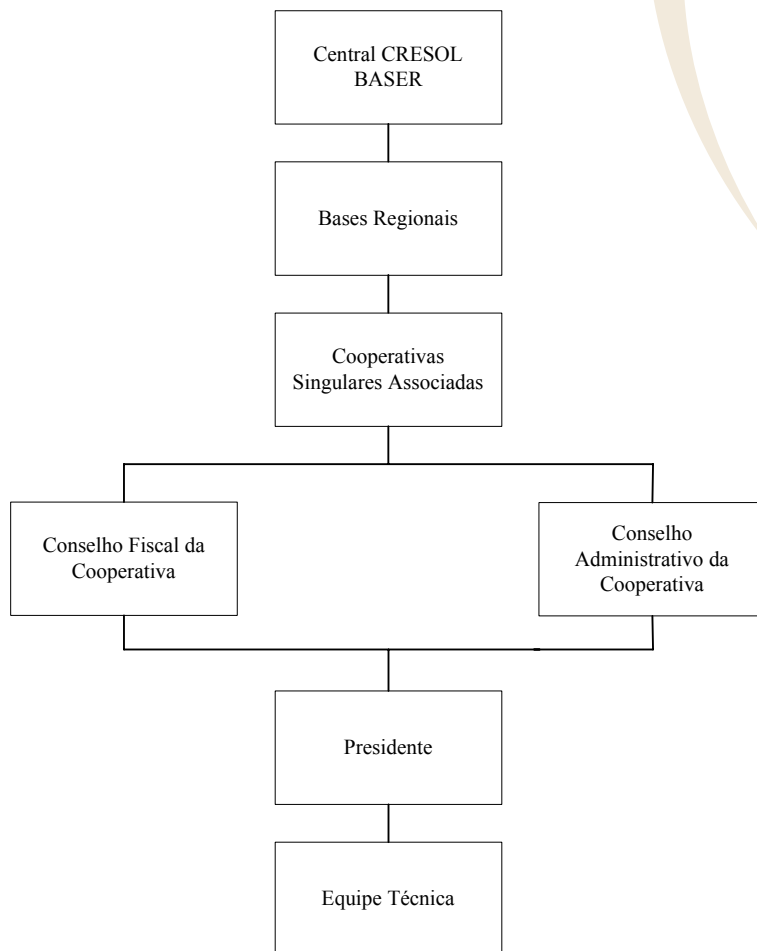 Central CRESOL
BASER
Bases Regionais
Cooperativas
Singulares Associadas
Conselho Fiscal da
Cooperativa
Conselho
Administrativo da
Cooperativa
Presidente
Equipe Técnica